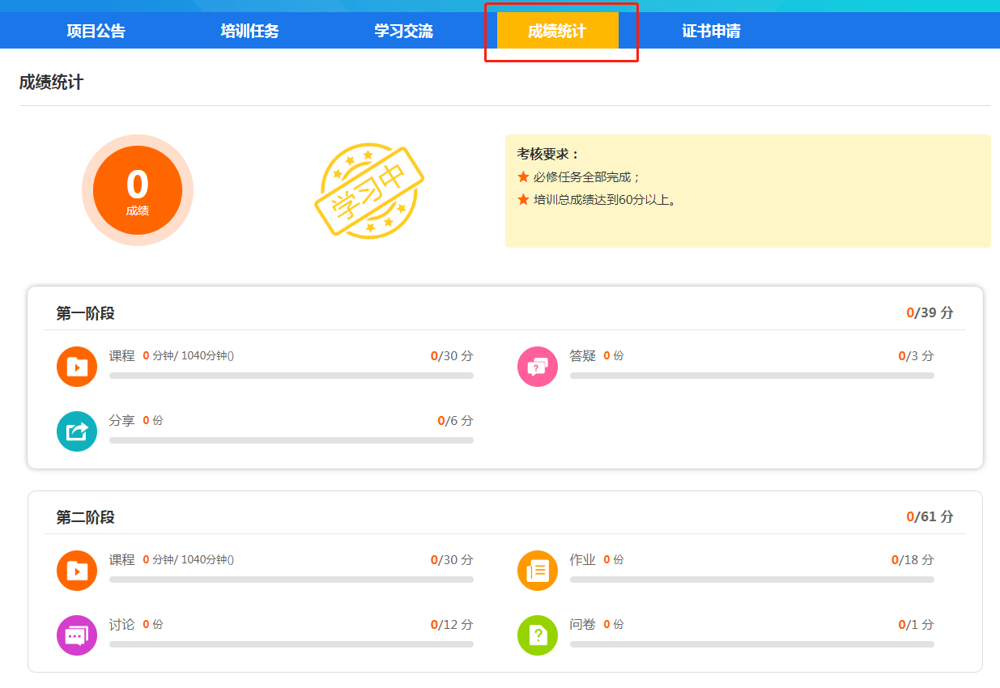 项目公告 培训任务 学习交流 成绩统计 证书申请
成绩统计
0
成绩
学习中
考核要求：
必修任务全部完成；
培训总成绩达到60分以上。
第一阶段 0/39 分
课程 0 分钟/ 1040分钟() 0/30 分
答疑 0 份 0/3 分
分享 0 份 0/6 分
第二阶段 0/61 分
课程 0 分钟/ 1040分钟() 0/30 分
作业 0 份 0/18 分
讨论 0 份 0/12 分
问卷 0 份 0/1 分